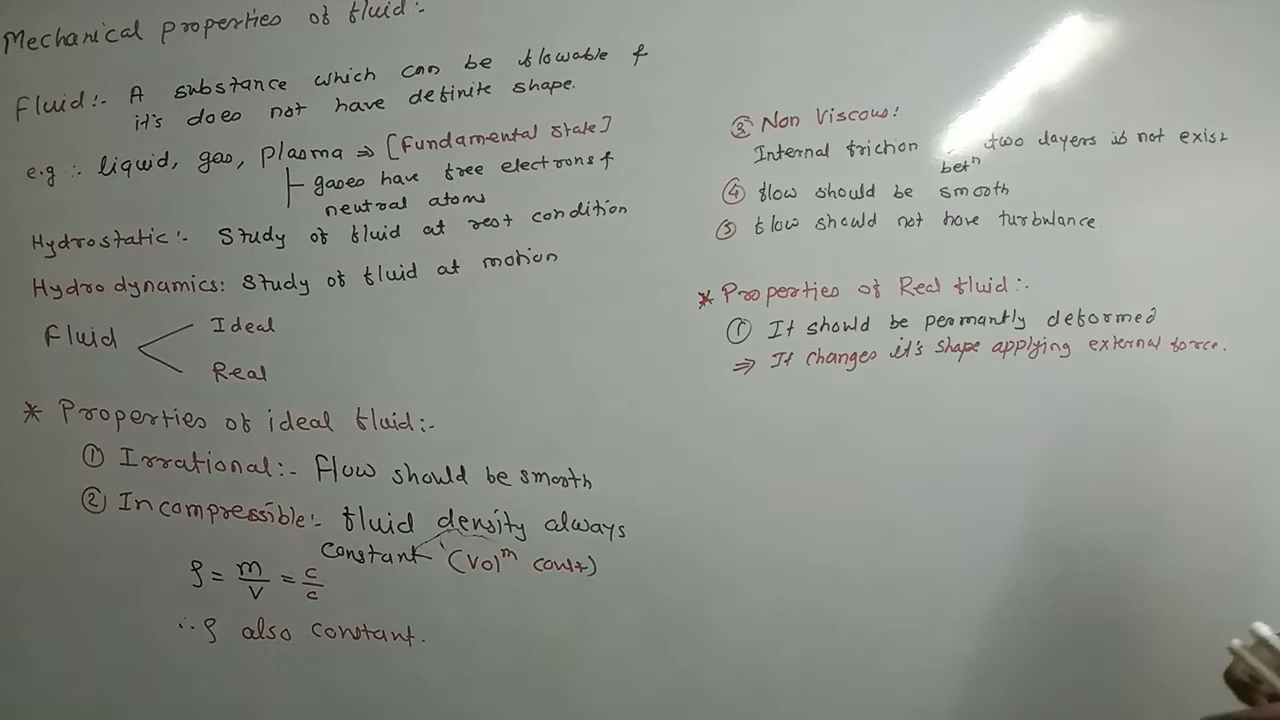 Mechanical properties of fluid:-
Fluid:- A substance which can be flowable &
it's does not have definite shape.
e.g :- liquid, gas, plasma ⇒ [Fundamental state]
gases have free electrons &
neutral atoms
Hydrostatic:- Study of fluid at rest condition
Hydro dynamics: Study of fluid at motion
Fluid
Ideal
Real
* Properties of ideal fluid:-
① Irrational:- Flow should be smooth
② Incompressible:- fluid density always
constant (Vol^m const)
ρ = m/V = c/c
∴ ρ also constant.
③ Non Viscous:
Internal friction betⁿ two layers is not exist
④ flow should be smooth
⑤ flow should not have turbulance
* Properties of Real fluid:-
① It should be permantly deformed
⇒ It changes it's shape applying external force.